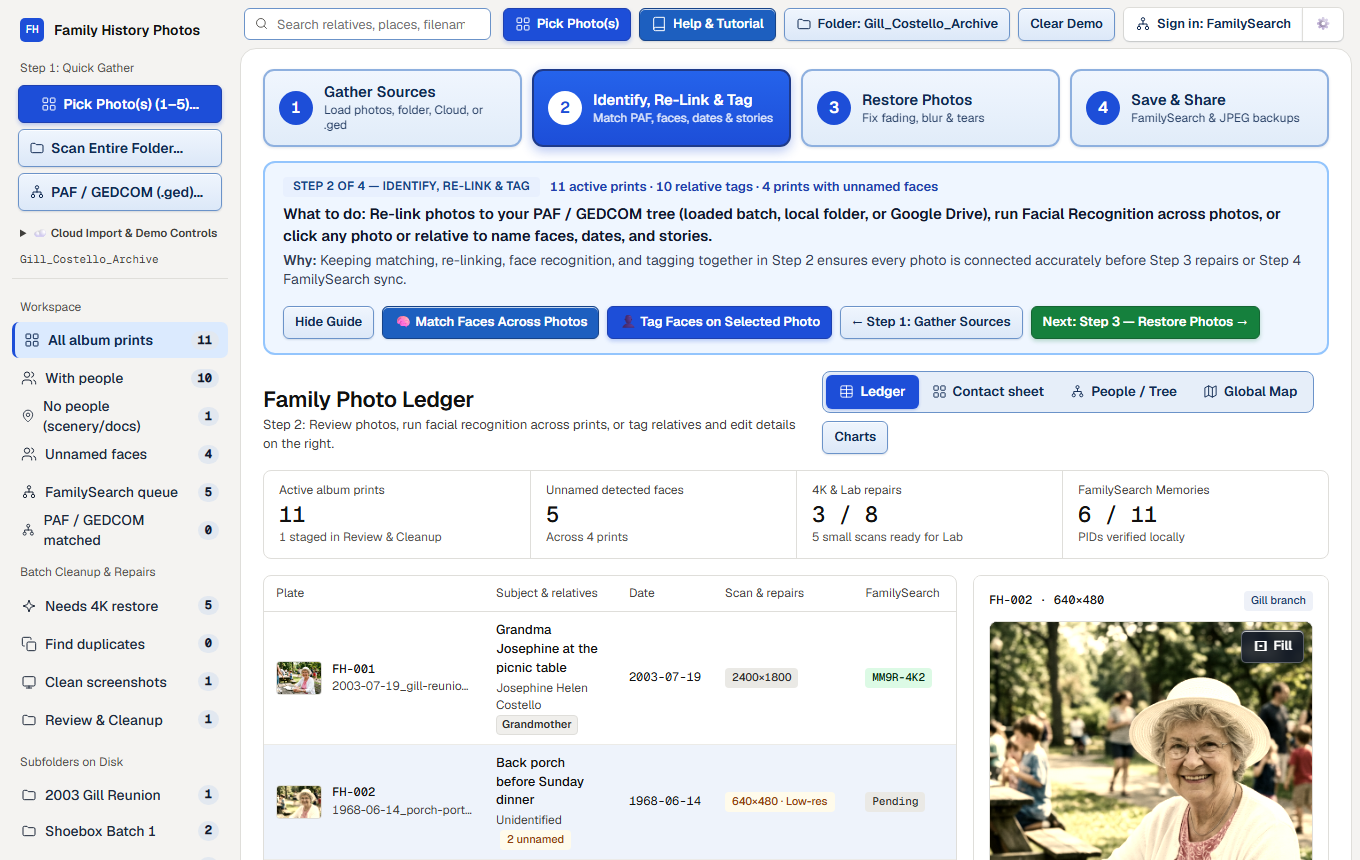 FH Family History Photos
Search relatives, places, filenam
Pick Photo(s)
Help & Tutorial
Folder: Gill_Costello_Archive
Clear Demo
Sign in: FamilySearch
Step 1: Quick Gather
Pick Photo(s) (1–5)...
Scan Entire Folder...
PAF / GEDCOM (.ged)...
Cloud Import & Demo Controls
Gill_Costello_Archive
Workspace
All album prints 11
With people 10
No people
(scenery/docs) 1
Unnamed faces 4
FamilySearch queue 5
PAF / GEDCOM
matched 0
Batch Cleanup & Repairs
Needs 4K restore 5
Find duplicates 0
Clean screenshots 1
Review & Cleanup 1
Subfolders on Disk
2003 Gill Reunion 1
Shoebox Batch 1 2
1 Gather Sources
Load photos, folder, Cloud, or
.ged
2 Identify, Re-Link & Tag
Match PAF, faces, dates & stories
3 Restore Photos
Fix fading, blur & tears
4 Save & Share
FamilySearch & JPEG backups
STEP 2 OF 4 — IDENTIFY, RE-LINK & TAG 11 active prints · 10 relative tags · 4 prints with unnamed faces
What to do: Re-link photos to your PAF / GEDCOM tree (loaded batch, local folder, or Google Drive), run Facial Recognition across photos, or
click any photo or relative to name faces, dates, and stories.
Why: Keeping matching, re-linking, face recognition, and tagging together in Step 2 ensures every photo is connected accurately before Step 3 repairs or Step 4
FamilySearch sync.
Hide Guide
Match Faces Across Photos
Tag Faces on Selected Photo
← Step 1: Gather Sources
Next: Step 3 — Restore Photos →
Family Photo Ledger
Step 2: Review photos, run facial recognition across prints, or tag relatives and edit details
on the right.
Ledger
Contact sheet
People / Tree
Global Map
Charts
Active album prints
11
1 staged in Review & Cleanup
Unnamed detected faces
5
Across 4 prints
4K & Lab repairs
3 / 8
5 small scans ready for Lab
FamilySearch Memories
6 / 11
PIDs verified locally
Plate Subject & relatives Date Scan & repairs FamilySearch
FH-001
2003-07-19_gill-reunio...
Grandma
Josephine at the
picnic table
Josephine Helen
Costello
Grandmother
2003-07-19
2400×1800
MM9R-4K2
FH-002
1968-06-14_porch-port...
Back porch
before Sunday
dinner
Unidentified
2 unnamed
1968-06-14
640×480 · Low-res
Pending
FH-002 · 640×480
Gill branch
Fill